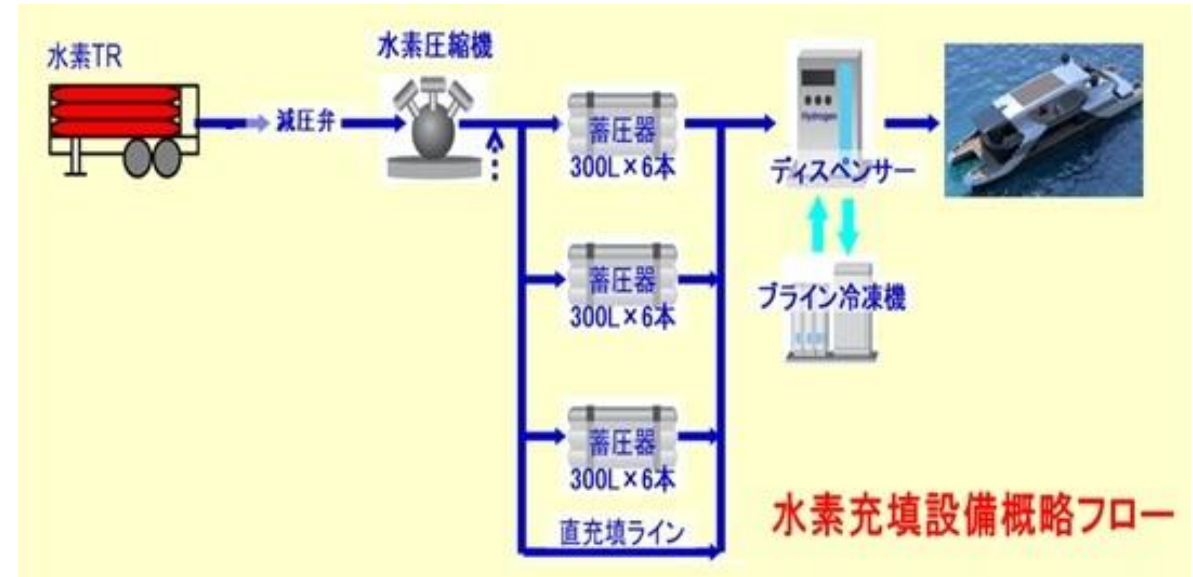 水素TR
減圧弁
水素圧縮機
蓄圧器
300L×6本
蓄圧器
300L×6本
蓄圧器
300L×6本
直充填ライン
Hydrogen
ディスペンサー
ブライン冷凍機
水素充填設備概略フロー